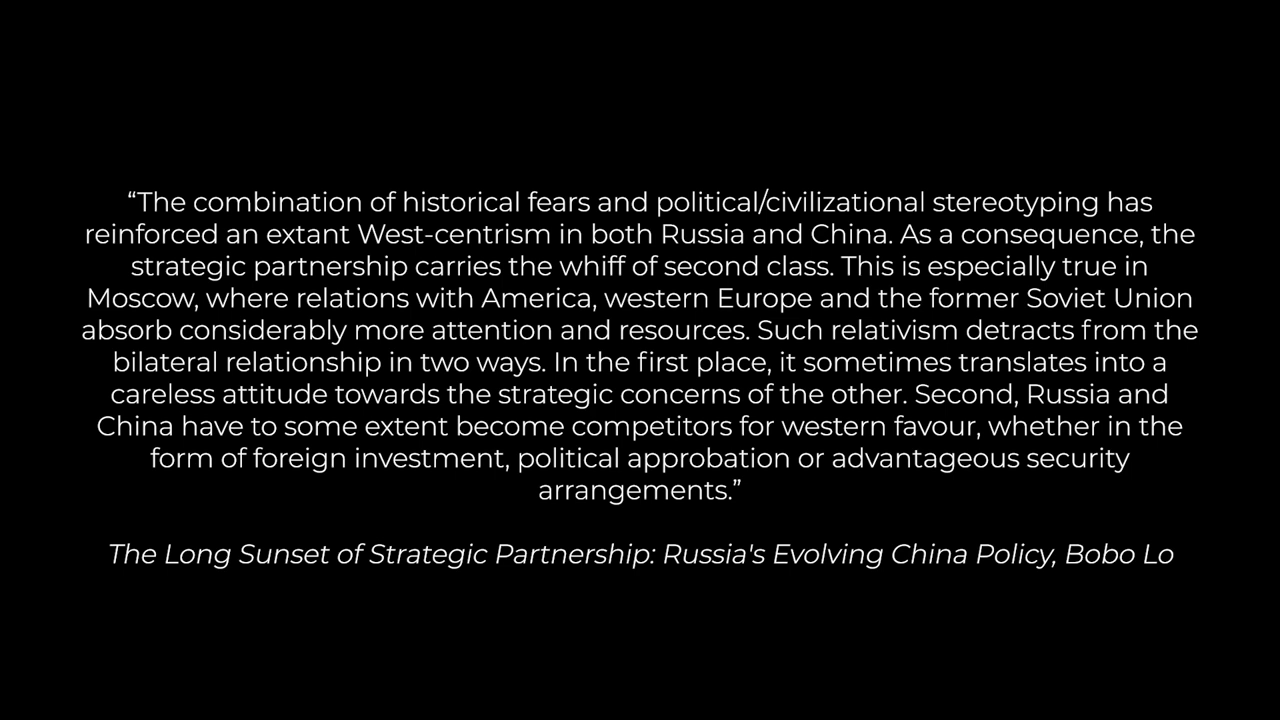 “The combination of historical fears and political/civilizational stereotyping has
reinforced an extant West-centrism in both Russia and China. As a consequence, the
strategic partnership carries the whiff of second class. This is especially true in
Moscow, where relations with America, western Europe and the former Soviet Union
absorb considerably more attention and resources. Such relativism detracts from the
bilateral relationship in two ways. In the first place, it sometimes translates into a
careless attitude towards the strategic concerns of the other. Second, Russia and
China have to some extent become competitors for western favour, whether in the
form of foreign investment, political approbation or advantageous security
arrangements.”
The Long Sunset of Strategic Partnership: Russia's Evolving China Policy, Bobo Lo